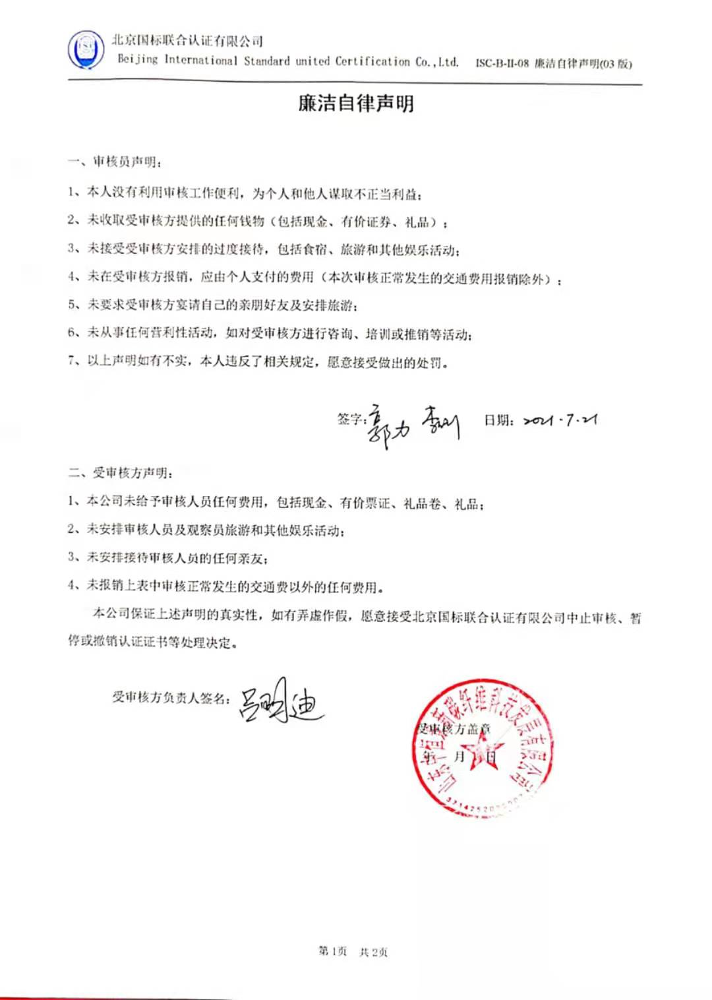 北京国标联合认证有限公司
Beijing International Standard united Certification Co.,Ltd. ISC-B-II-08 廉洁自律声明(03 版)
廉洁自律声明
一、审核员声明：
1、本人没有利用审核工作便利，为个人和他人谋取不正当利益；
2、未收取受审核方提供的任何钱物（包括现金、有价证券、礼品）；
3、未接受受审核方安排的过度接待，包括食宿、旅游和其他娱乐活动；
4、未在受审核方报销，应由个人支付的费用（本次审核正常发生的交通费用报销除外）；
5、未要求受审核方宴请自己的亲朋好友及安排旅游；
6、未从事任何营利性活动，如对受审核方进行咨询、培训或推销等活动；
7、以上声明如有不实，本人违反了相关规定，愿意接受做出的处罚。
签字：郭力 李刚 日期：2021.7.21
二、受审核方声明：
1、本公司未给予审核人员任何费用，包括现金、有价票证、礼品卷、礼品；
2、未安排审核人员及观察员旅游和其他娱乐活动；
3、未安排接待审核人员的任何亲友；
4、未报销上表中审核正常发生的交通费以外的任何费用。
本公司保证上述声明的真实性，如有弄虚作假，愿意接受北京国标联合认证有限公司中止审核、暂
停或撤销认证证书等处理决定。
受审核方负责人签名：吕明迪
碳纤维科技发展有限公司
受审核方盖章
年 月 日
第 1页 共 2页